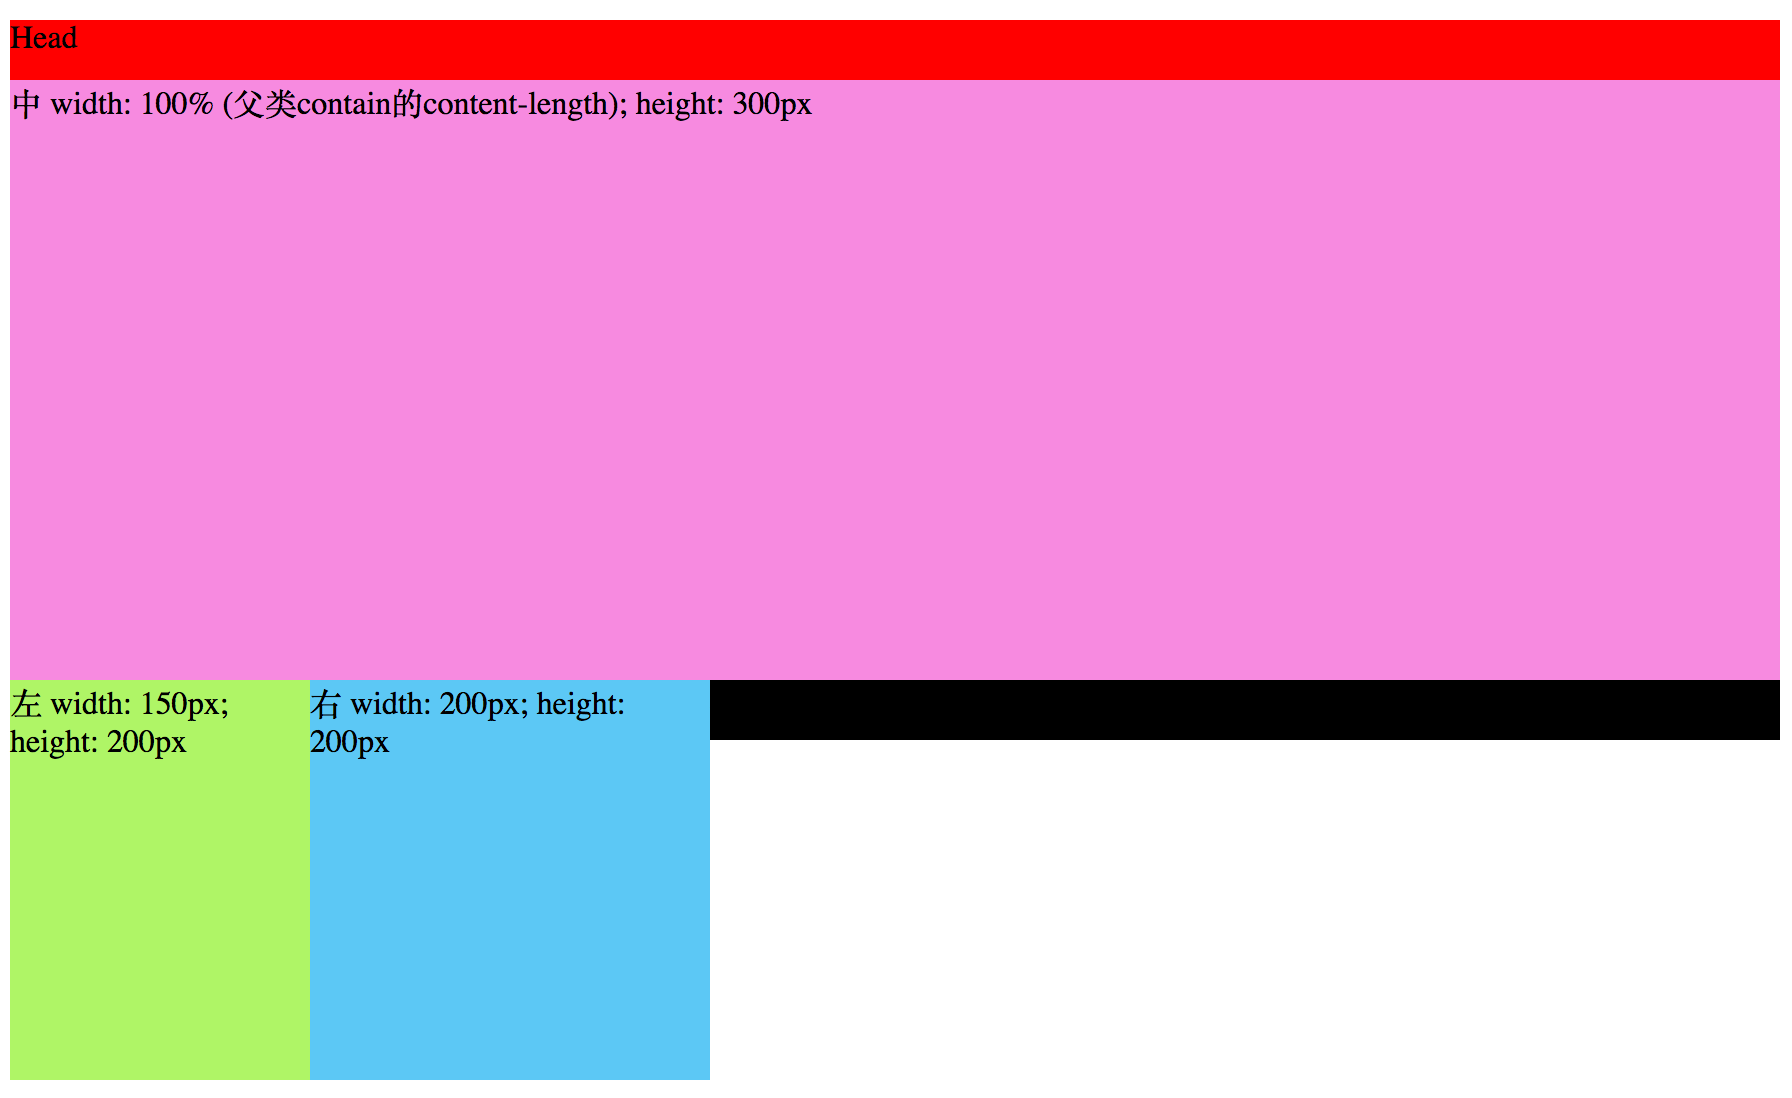 Head
中 width: 100% (父类contain的content-length); height: 300px
左 width: 150px;
height: 200px
右 width: 200px; height:
200px